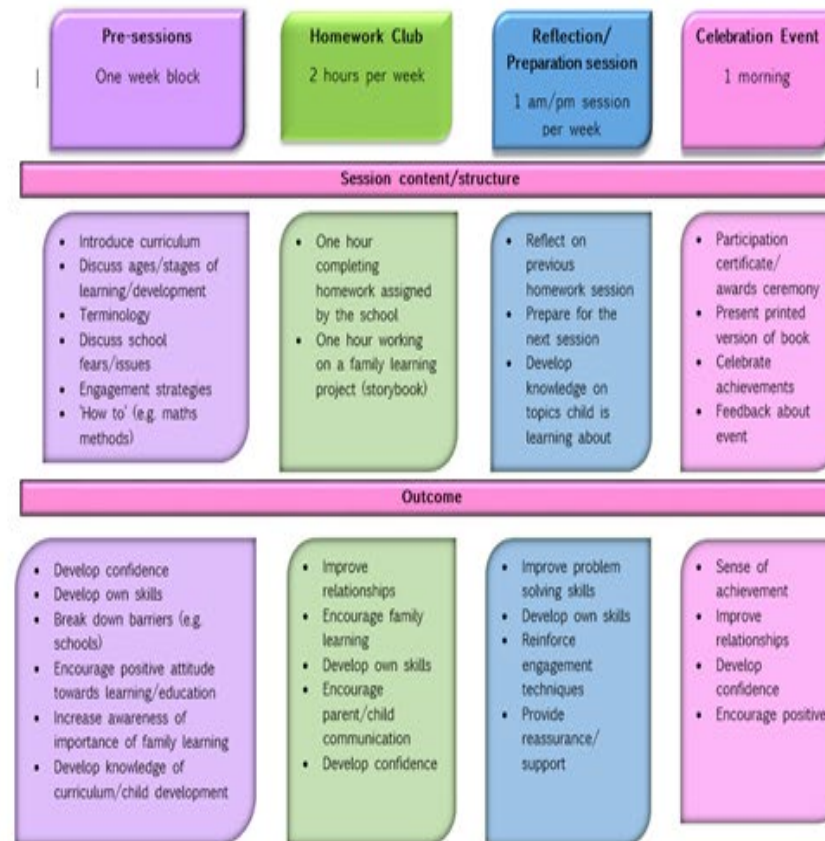 Pre-sessions
One week block
Homework Club
2 hours per week
Reflection/
Preparation session
1 am/pm session
per week
Celebration Event
1 morning
Session content/structure
• Introduce curriculum
• Discuss ages/stages of
learning/development
• Terminology
• Discuss school
fears/issues
• Engagement strategies
• 'How to' (e.g. maths
methods)
• One hour
completing
homework assigned
by the school
• One hour working
on a family learning
project (storybook)
• Reflect on
previous
homework session
• Prepare for the
next session
• Develop
knowledge on
topics child is
learning about
• Participation
certificate/
awards ceremony
• Present printed
version of book
• Celebrate
achievements
• Feedback about
event
Outcome
• Develop confidence
• Develop own skills
• Break down barriers (e.g.
schools)
• Encourage positive attitude
towards learning/education
• Increase awareness of
importance of family learning
• Develop knowledge of
curriculum/child development
• Improve
relationships
• Encourage family
learning
• Develop own skills
• Encourage
parent/child
communication
• Develop confidence
• Improve problem
solving skills
• Develop own skills
• Reinforce
engagement
techniques
• Provide
reassurance/
support
• Sense of
achievement
• Improve
relationships
• Develop
confidence
• Encourage positive